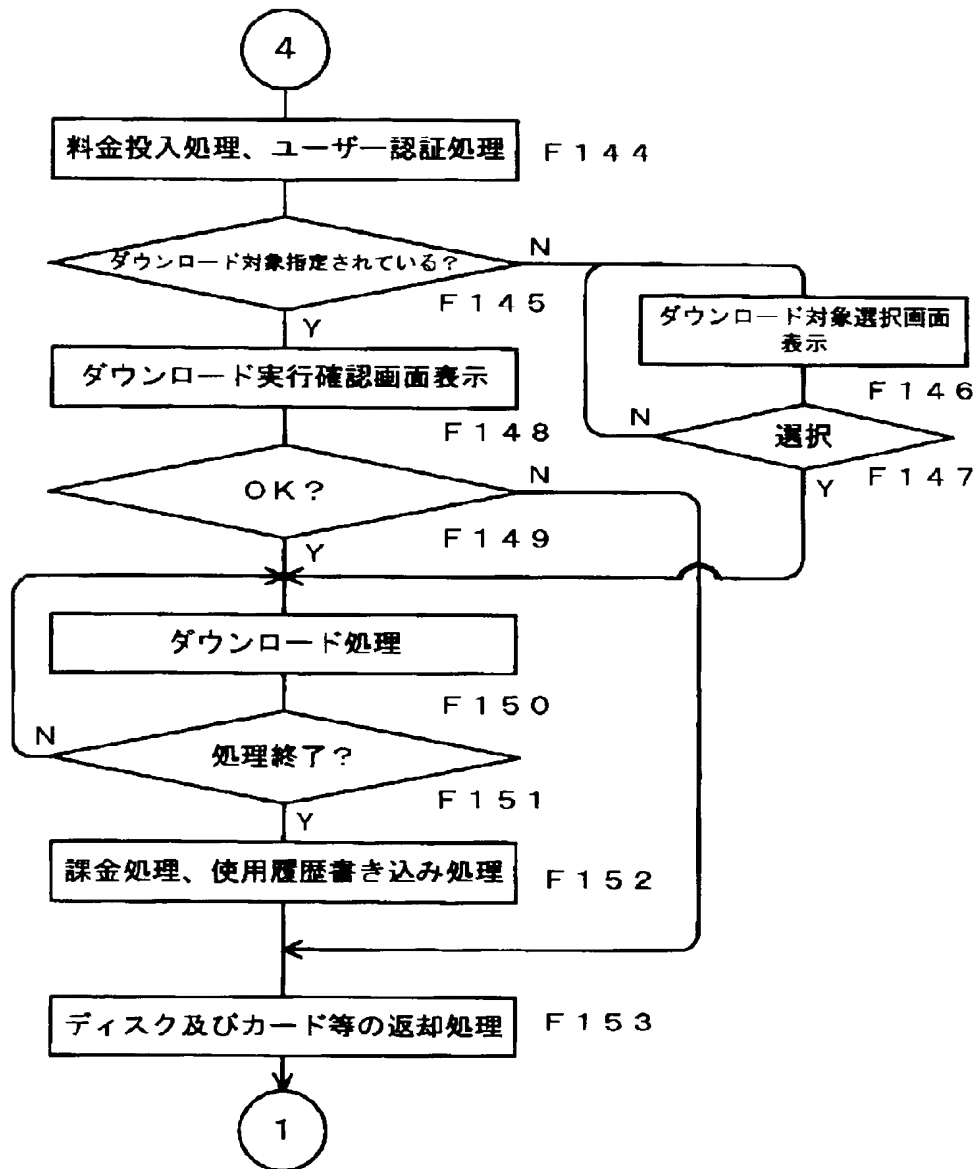 4
料金投入処理、ユーザー認証処理
F144
ダウンロード対象指定されている?
N
F145
Y
ダウンロード対象選択画面
表示
F146
ダウンロード実行確認画面表示
F148
N
選択
F147
Y
OK?
N
F149
Y
ダウンロード処理
F150
N
処理終了?
F151
Y
課金処理、使用履歴書き込み処理
F152
ディスク及びカード等の返却処理
F153
1